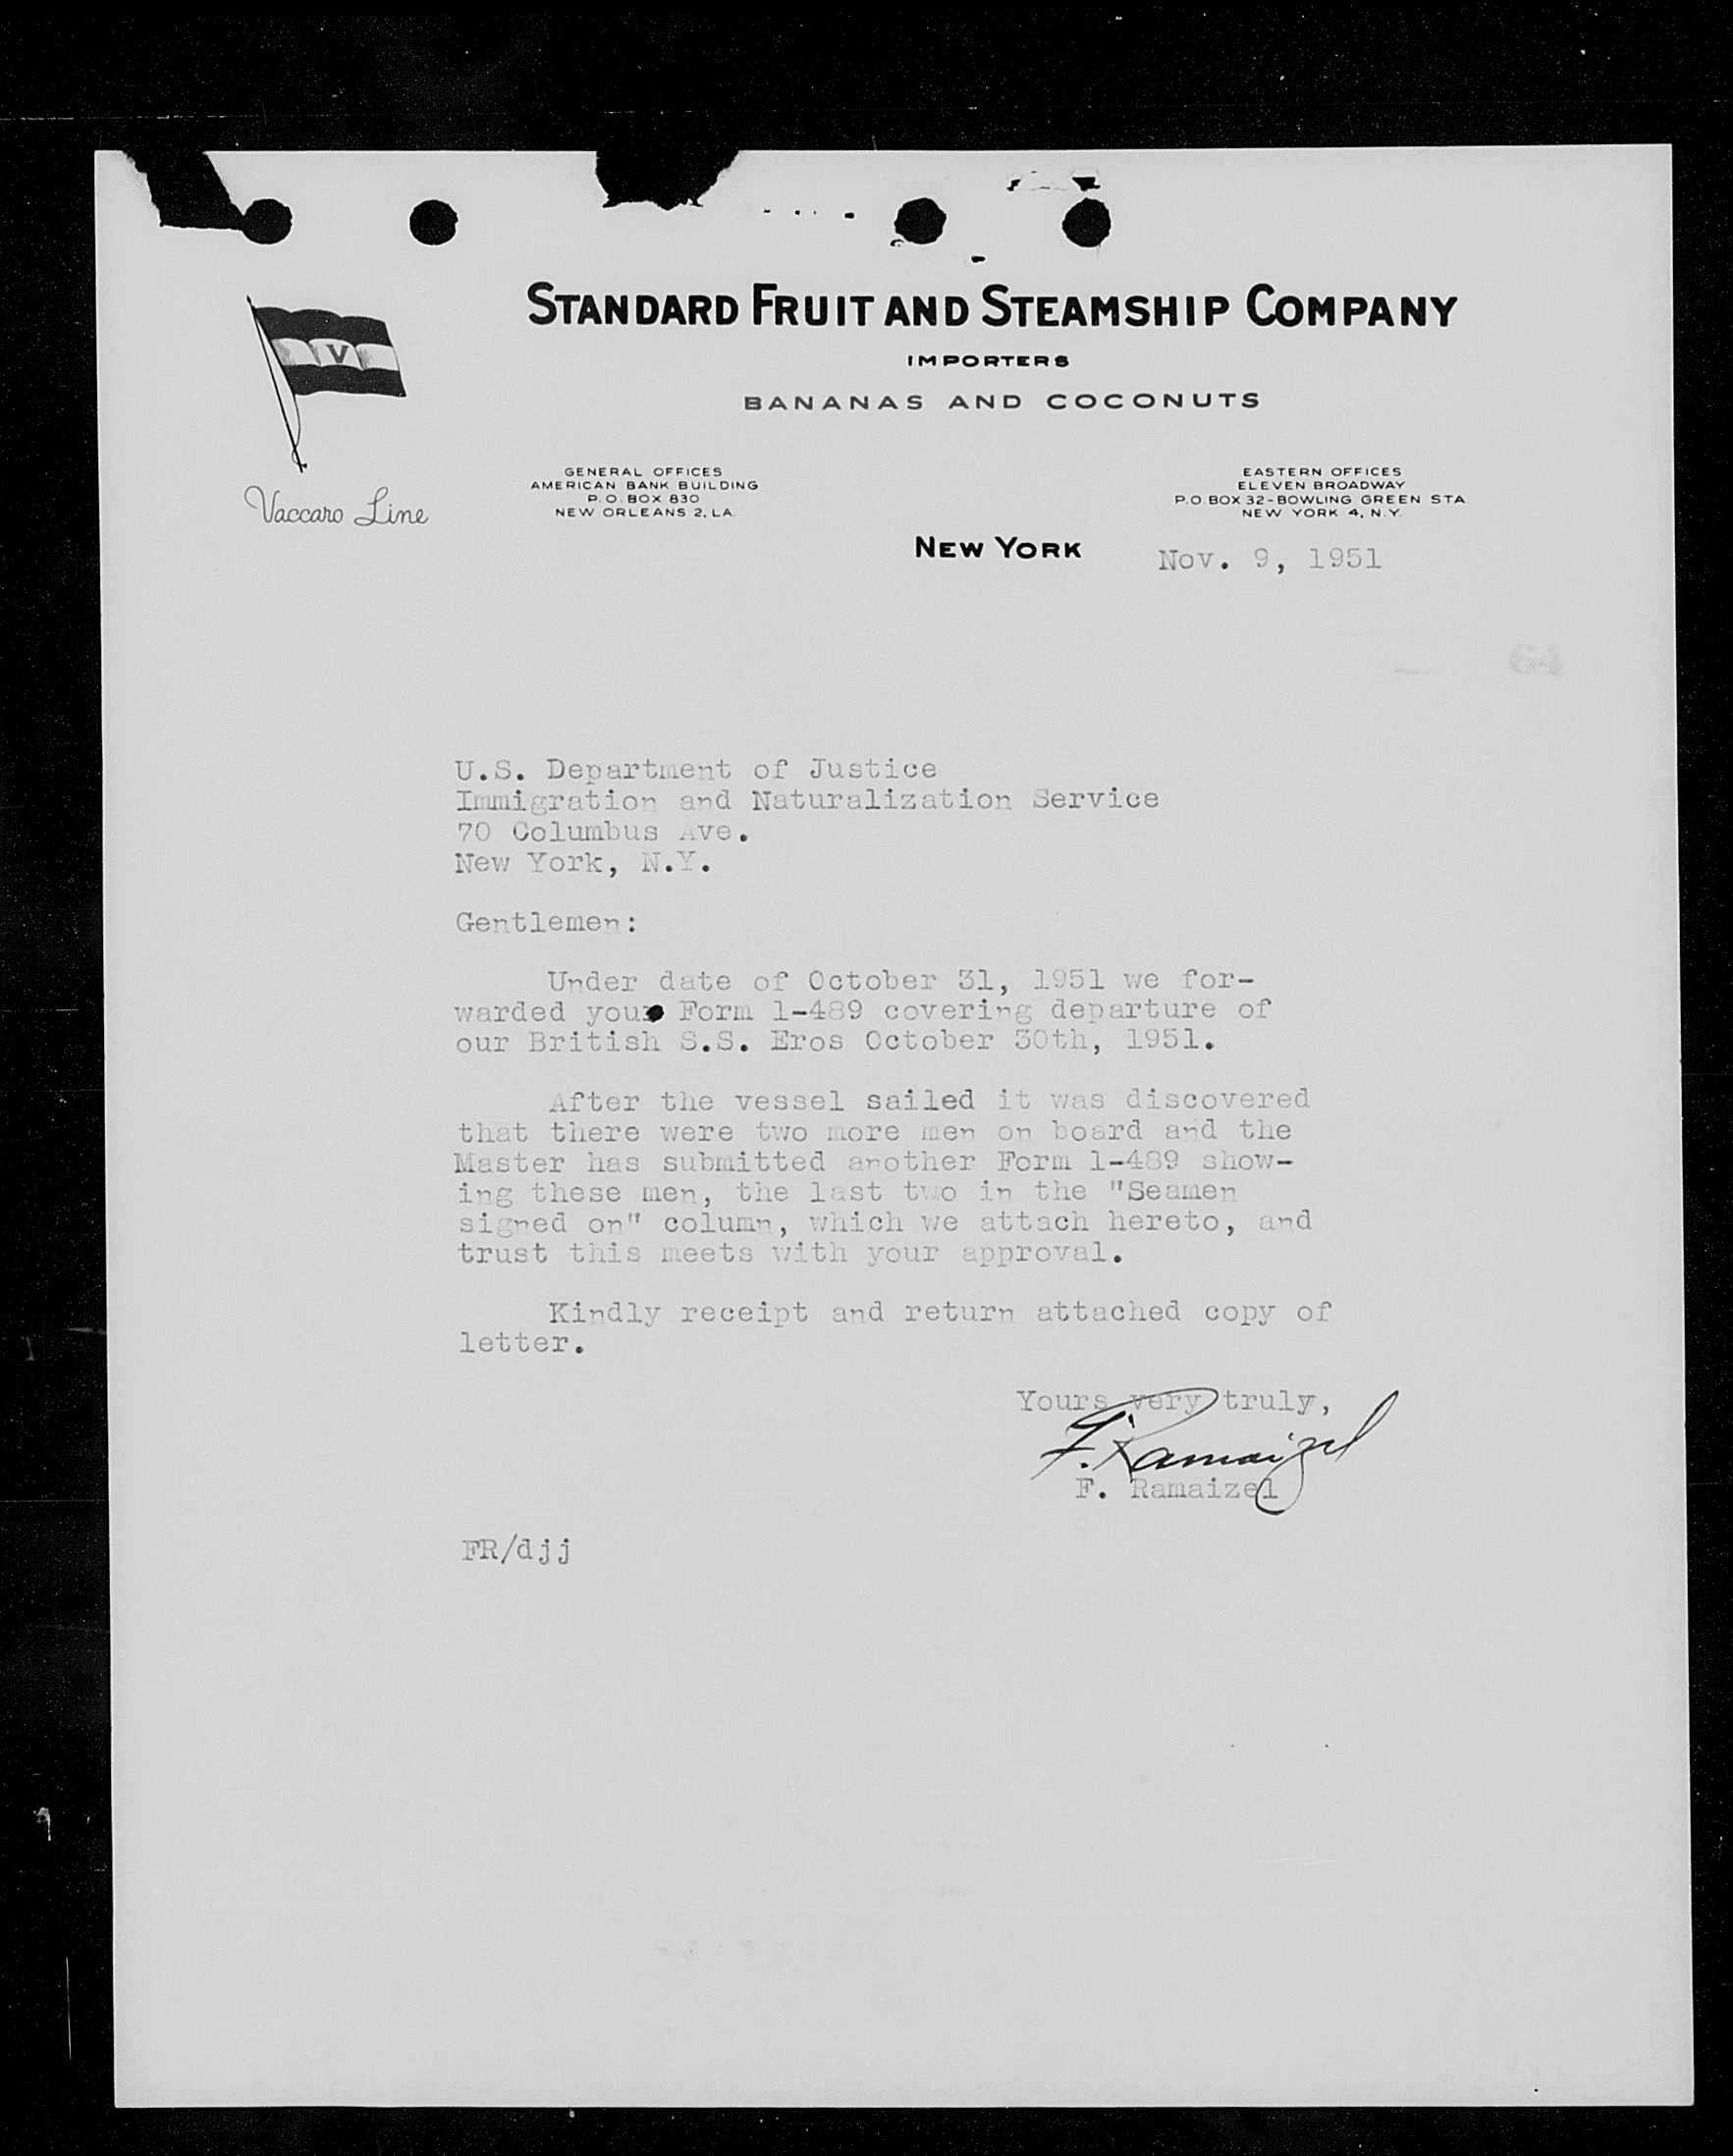 STANDARD FRUIT AND STEAMSHIP COMPANY
IMPORTERS
BANANAS AND COCONUTS
V
Vaccaro Line
GENERAL OFFICES
AMERICAN BANK BUILDING
P.O. BOX 830
NEW ORLEANS 2, LA.
EASTERN OFFICES
ELEVEN BROADWAY
P.O. BOX 32-BOWLING GREEN STA
NEW YORK 4, N.Y.
NEW YORK Nov. 9, 1951
64
U.S. Department of Justice
Immigration and Naturalization Service
70 Columbus Ave.
New York, N.Y.
Gentlemen:
Under date of October 31, 1951 we for-
warded you Form 1-489 covering departure of
our British S.S. Eros October 30th, 1951.
After the vessel sailed it was discovered
that there were two more men on board and the
Master has submitted another Form 1-489 show-
ing these men, the last two in the "Seamen
signed on" column, which we attach hereto, and
trust this meets with your approval.
Kindly receipt and return attached copy of
letter.
Yours very truly,
F. Ramaizel
F. Ramaizel
FR/djj